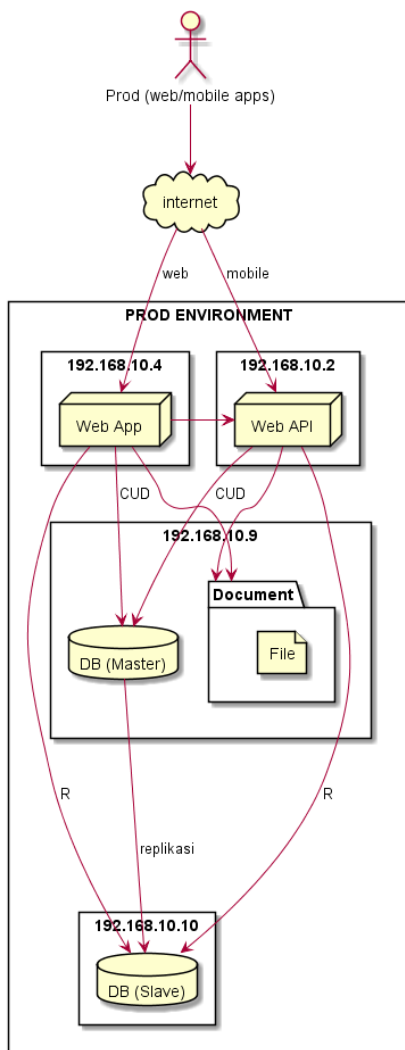 Prod (web/mobile apps)
internet
web
mobile
PROD ENVIRONMENT
192.168.10.4
192.168.10.2
Web App
Web API
CUD
CUD
192.168.10.9
Document
DB (Master)
File
R
R
replikasi
192.168.10.10
DB (Slave)